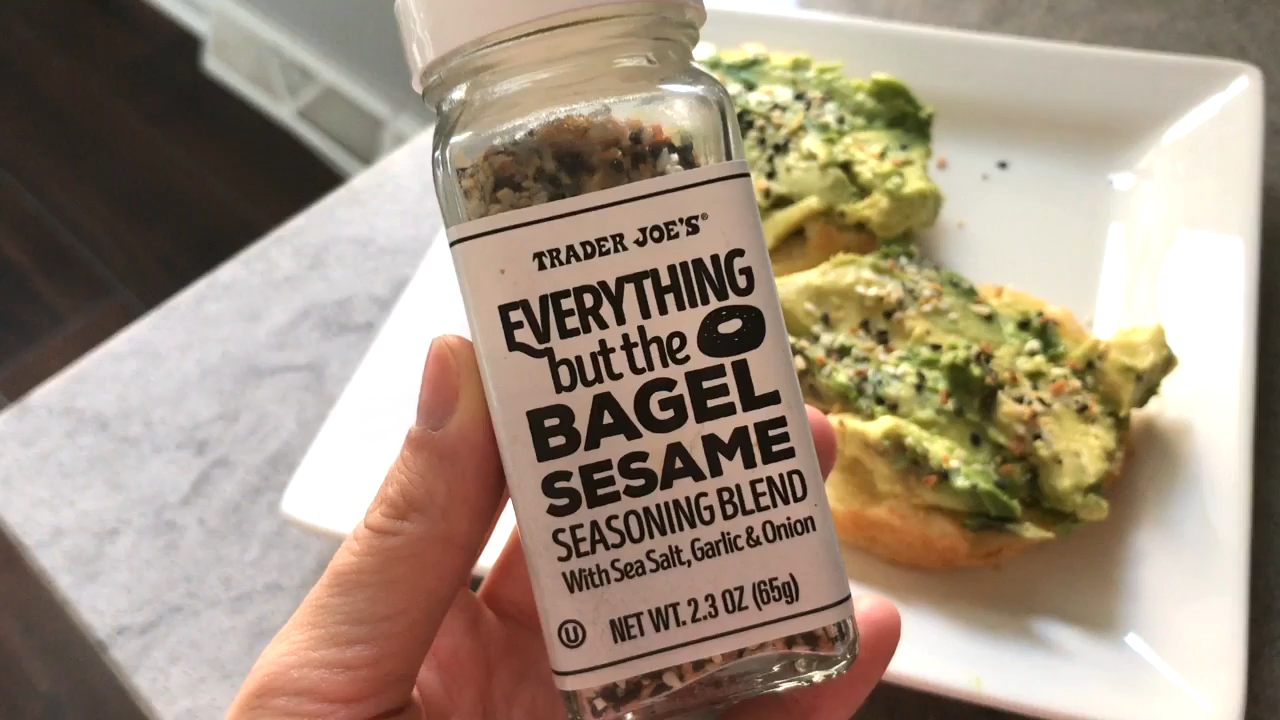 TRADER JOE'S®
EVERYTHING
but the
BAGEL
SESAME
SEASONING BLEND
With Sea Salt, Garlic & Onion
U NET WT. 2.3 OZ (65g)